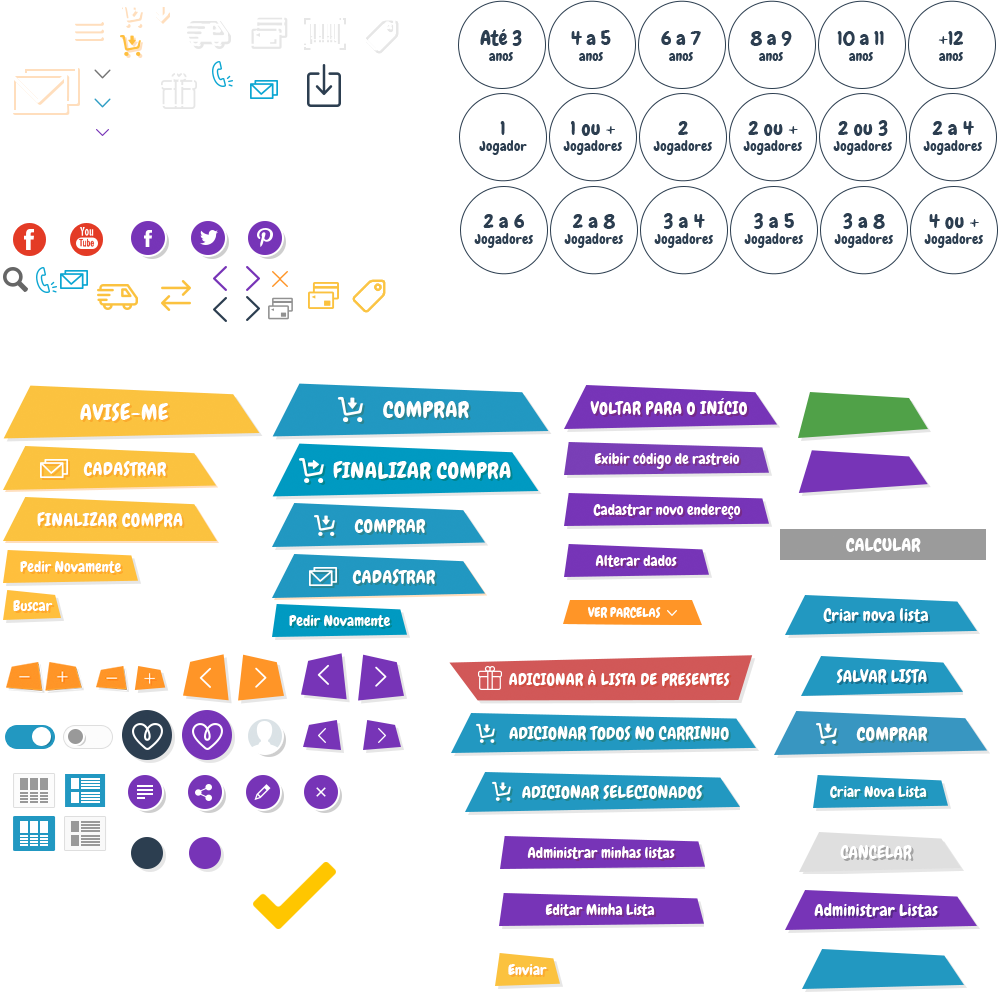 Até 3
anos
4 a 5
anos
6 a 7
anos
8 a 9
anos
10 a 11
anos
+12
anos
1
Jogador
1 ou +
Jogadores
2
Jogadores
2 ou +
Jogadores
2 ou 3
Jogadores
2 a 4
Jogadores
2 a 6
Jogadores
2 a 8
Jogadores
3 a 4
Jogadores
3 a 5
Jogadores
3 a 8
Jogadores
4 ou +
Jogadores
You
Tube
AVISE-ME
CADASTRAR
FINALIZAR COMPRA
Pedir Novamente
Buscar
COMPRAR
FINALIZAR COMPRA
COMPRAR
CADASTRAR
Pedir Novamente
VOLTAR PARA O INÍCIO
Exibir código de rastreio
Cadastrar novo endereço
Alterar dados
VER PARCELAS
CALCULAR
Criar nova lista
SALVAR LISTA
COMPRAR
Criar Nova Lista
CANCELAR
Administrar Listas
ADICIONAR À LISTA DE PRESENTES
ADICIONAR TODOS NO CARRINHO
ADICIONAR SELECIONADOS
Administrar minhas listas
Editar Minha Lista
Enviar